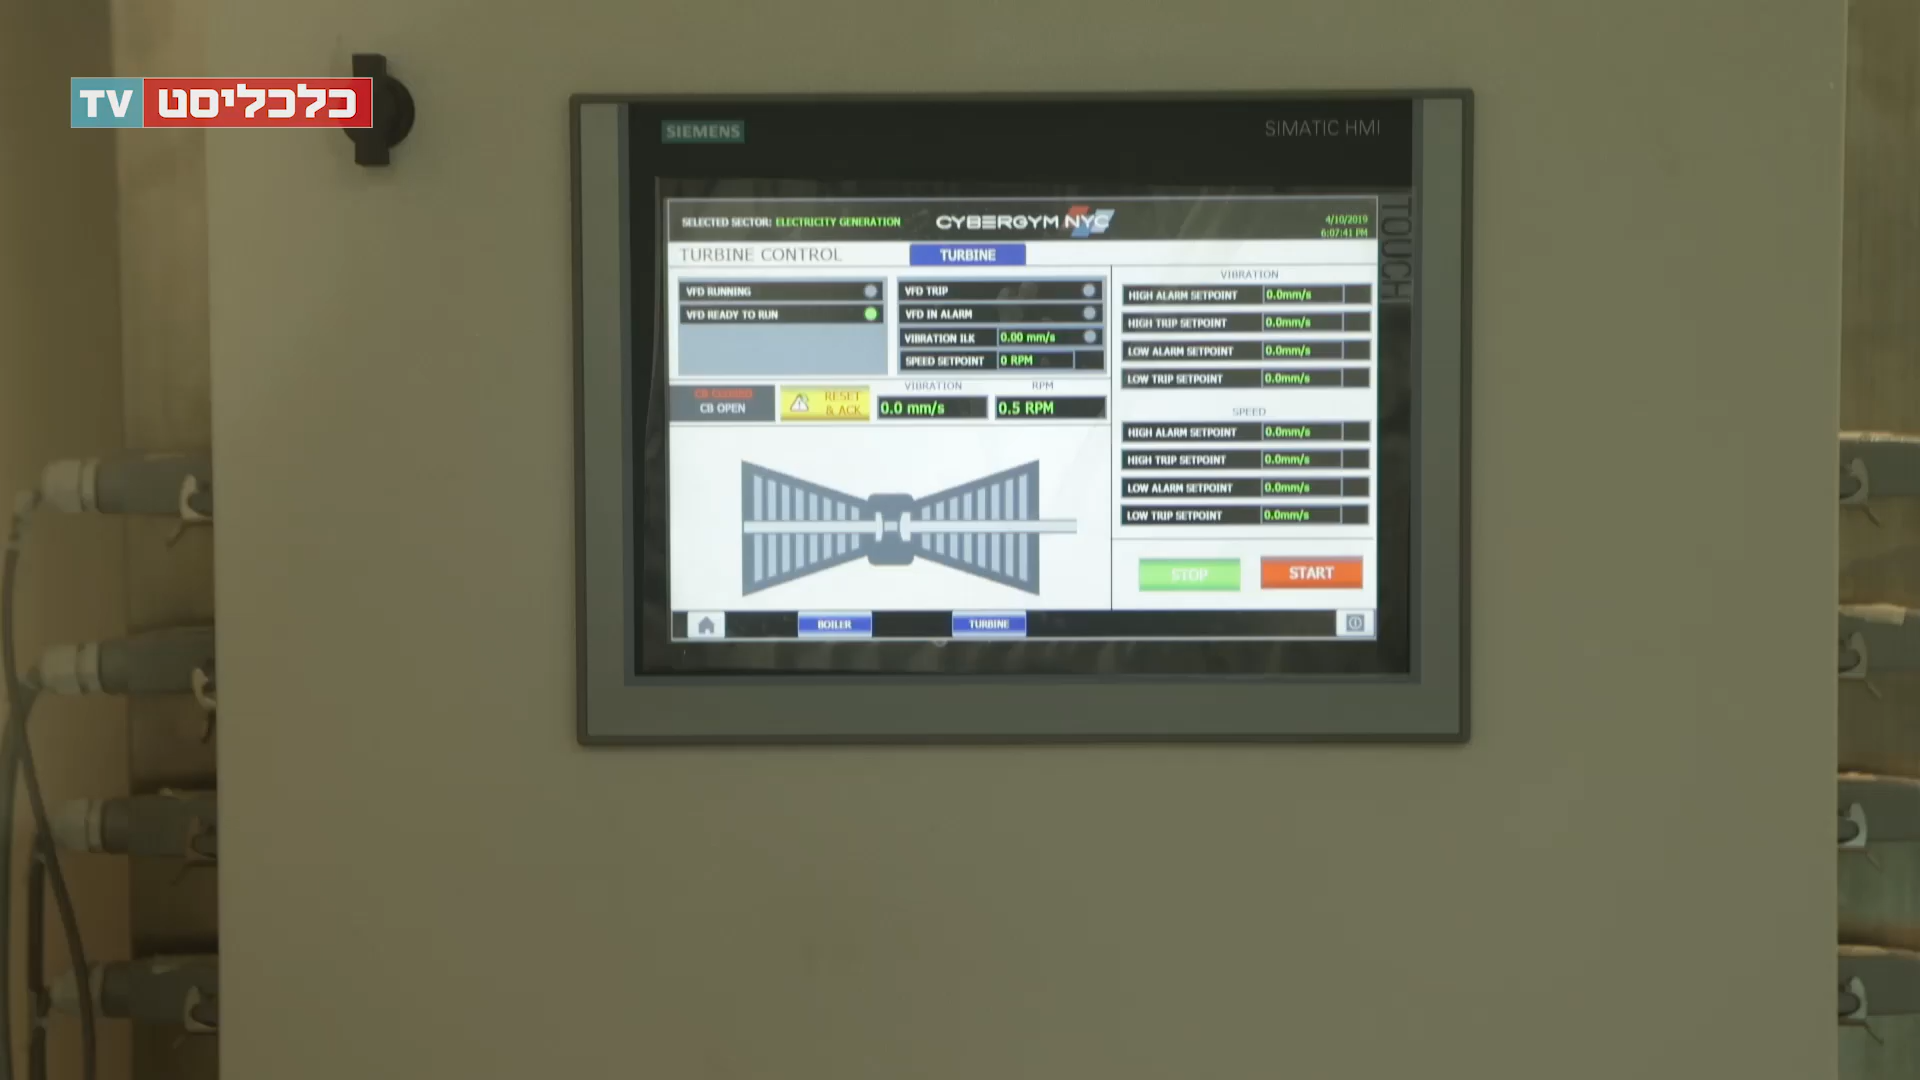 TV כלכליסט
SIEMENS
SIMATIC HMI
TOUCH
SELECTED SECTOR: ELECTRICITY GENERATION
CYBERGYM NYC
4/10/2019
6:07:41 PM
TURBINE CONTROL
TURBINE
VFD RUNNING
VFD READY TO RUN
VFD TRIP
VFD IN ALARM
VIBRATION ILK 0.00 mm/s
SPEED SETPOINT 0 RPM
CB CLOSED
CB OPEN
RESET
& ACK
VIBRATION
0.0 mm/s
RPM
0.5 RPM
VIBRATION
HIGH ALARM SETPOINT 0.0mm/s
HIGH TRIP SETPOINT 0.0mm/s
LOW ALARM SETPOINT 0.0mm/s
LOW TRIP SETPOINT 0.0mm/s
SPEED
HIGH ALARM SETPOINT 0.0mm/s
HIGH TRIP SETPOINT 0.0mm/s
LOW ALARM SETPOINT 0.0mm/s
LOW TRIP SETPOINT 0.0mm/s
STOP
START
BOILER
TURBINE